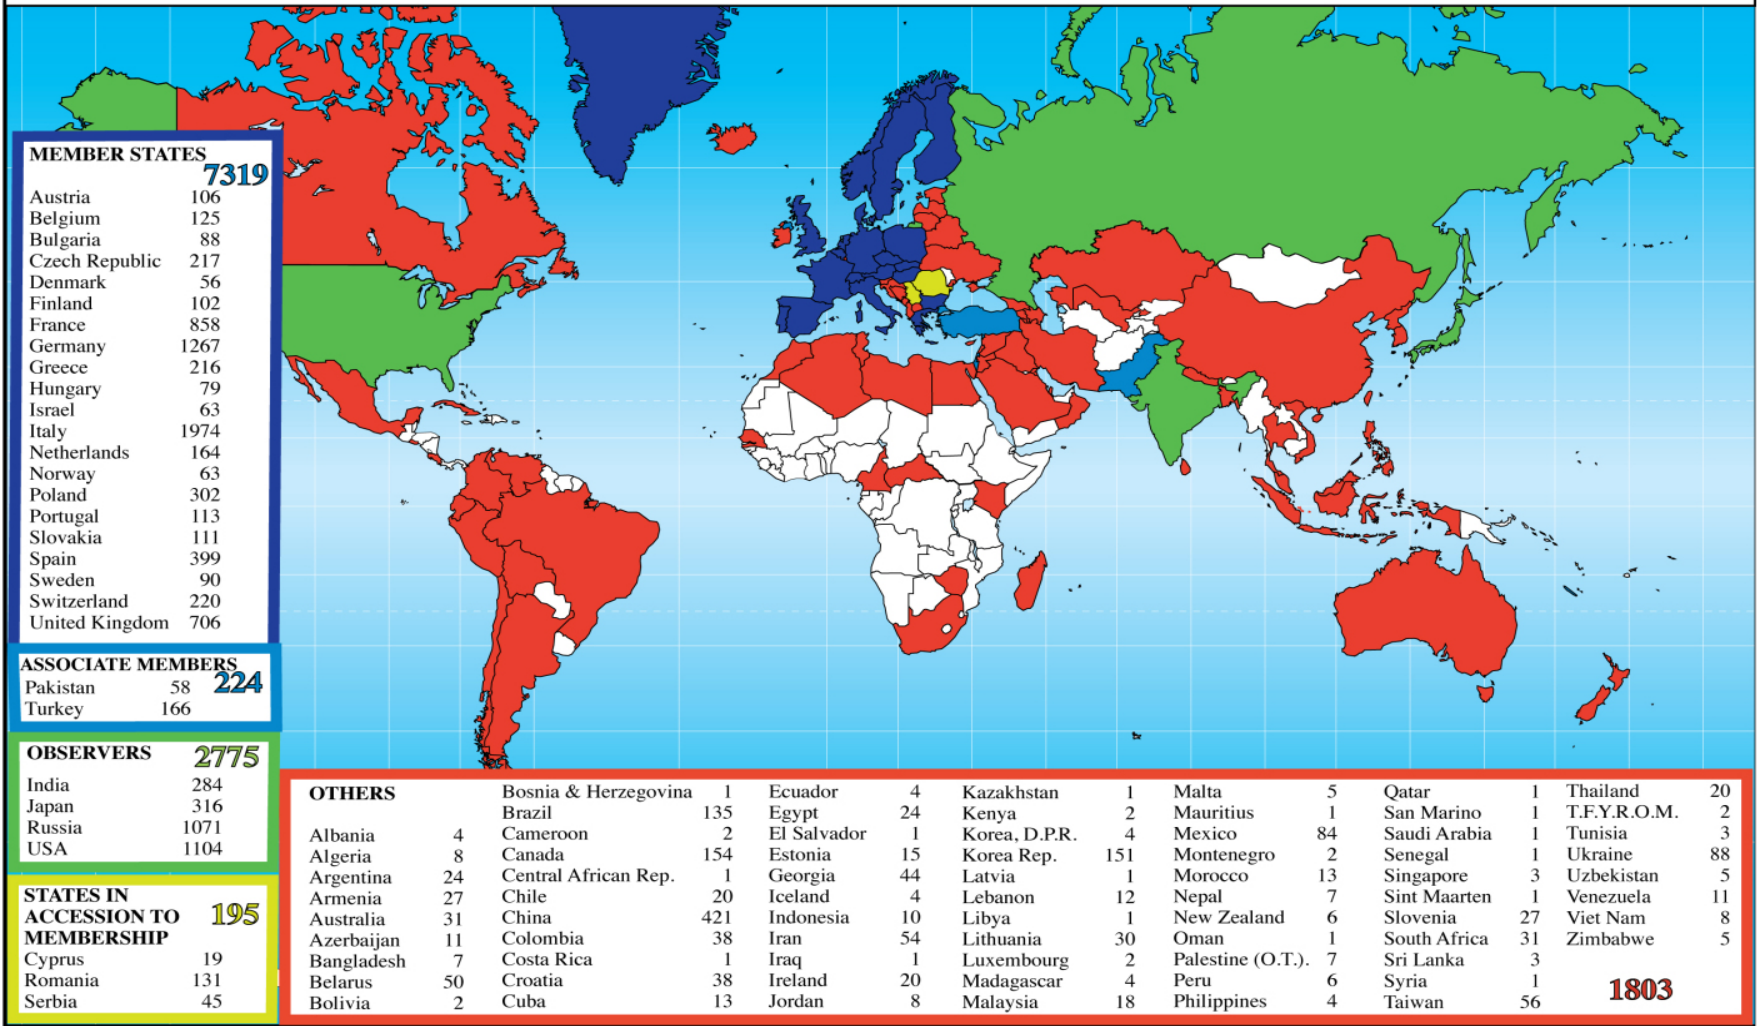 MEMBER STATES
7319
Austria 106
Belgium 125
Bulgaria 88
Czech Republic 217
Denmark 56
Finland 102
France 858
Germany 1267
Greece 216
Hungary 79
Israel 63
Italy 1974
Netherlands 164
Norway 63
Poland 302
Portugal 113
Slovakia 111
Spain 399
Sweden 90
Switzerland 220
United Kingdom 706
ASSOCIATE MEMBERS
224
Pakistan 58
Turkey 166
OBSERVERS 2775
India 284
Japan 316
Russia 1071
USA 1104
STATES IN
ACCESSION TO 195
MEMBERSHIP
Cyprus 19
Romania 131
Serbia 45
OTHERS
Albania 4
Algeria 8
Argentina 24
Armenia 27
Australia 31
Azerbaijan 11
Bangladesh 7
Belarus 50
Bolivia 2
Bosnia & Herzegovina 1
Brazil 135
Cameroon 2
Canada 154
Central African Rep. 1
Chile 20
China 421
Colombia 38
Costa Rica 1
Croatia 38
Cuba 13
Ecuador 4
Egypt 24
El Salvador 1
Estonia 15
Georgia 44
Iceland 4
Indonesia 10
Iran 54
Iraq 1
Ireland 20
Jordan 8
Kazakhstan 1
Kenya 2
Korea, D.P.R. 4
Korea Rep. 151
Latvia 1
Lebanon 12
Libya 1
Lithuania 30
Luxembourg 2
Madagascar 4
Malaysia 18
Malta 5
Mauritius 1
Mexico 84
Montenegro 2
Morocco 13
Nepal 7
New Zealand 6
Oman 1
Palestine (O.T.). 7
Peru 6
Philippines 4
Qatar 1
San Marino 1
Saudi Arabia 1
Senegal 1
Singapore 3
Sint Maarten 1
Slovenia 27
South Africa 31
Sri Lanka 3
Syria 1
Taiwan 56
Thailand 20
T.F.Y.R.O.M. 2
Tunisia 3
Ukraine 88
Uzbekistan 5
Venezuela 11
Viet Nam 8
Zimbabwe 5
1803